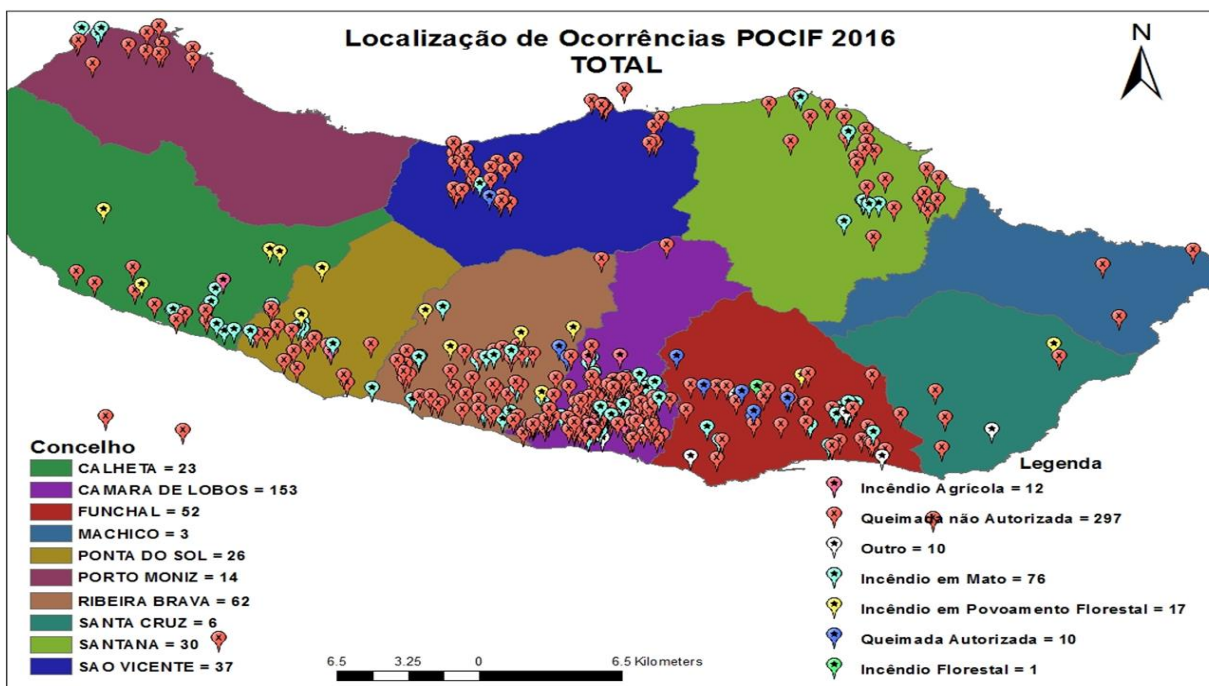 Localização de Ocorrências POCIF 2016
TOTAL
N
Concelho
CALHETA = 23
CAMARA DE LOBOS = 153
FUNCHAL = 52
MACHICO = 3
PONTA DO SOL = 26
PORTO MONIZ = 14
RIBEIRA BRAVA = 62
SANTA CRUZ = 6
SANTANA = 30
SAO VICENTE = 37
6.5 3.25 0 6.5 Kilometers
Legenda
Incêndio Agrícola = 12
Queimada não Autorizada = 297
Outro = 10
Incêndio em Mato = 76
Incêndio em Povoamento Florestal = 17
Queimada Autorizada = 10
Incêndio Florestal = 1